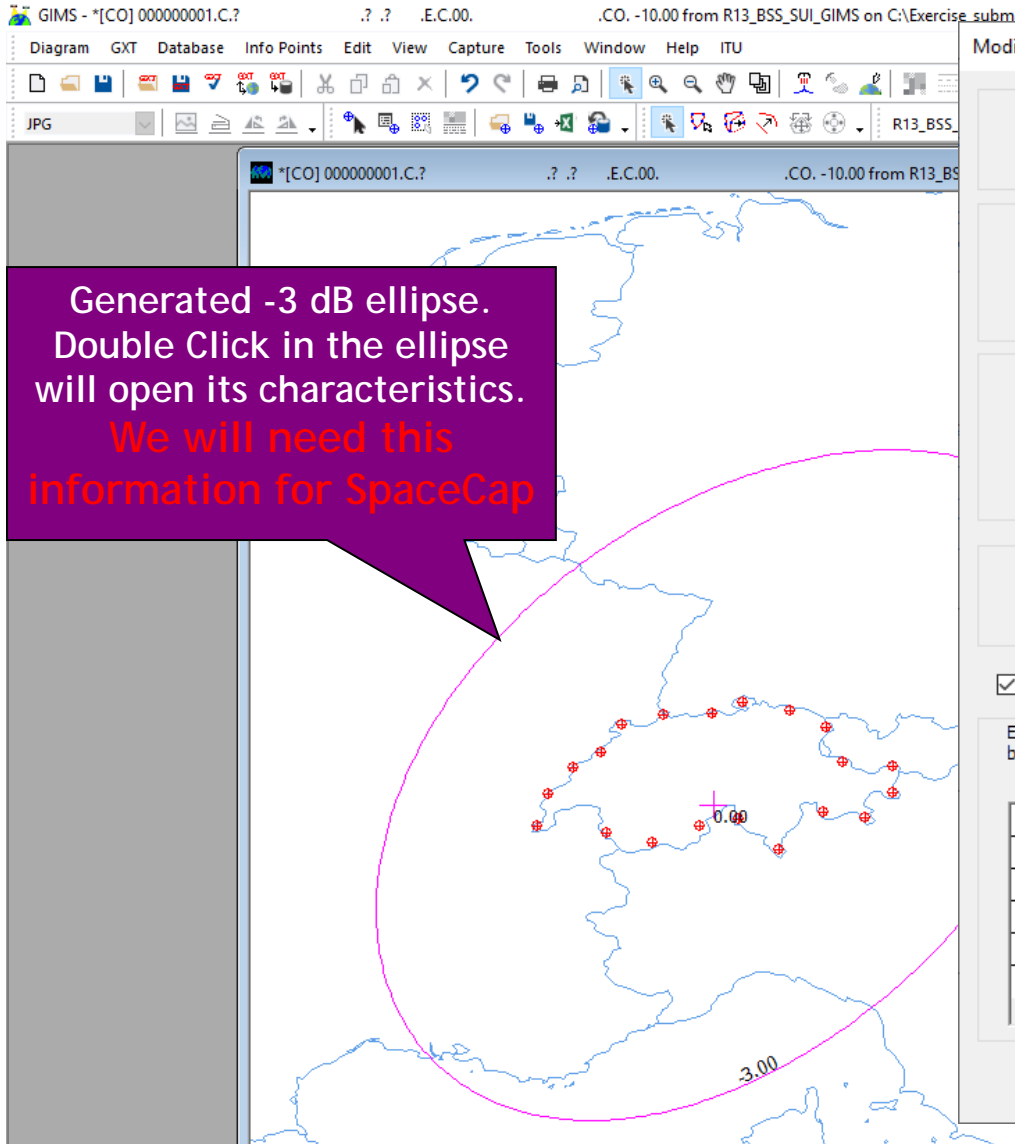 GIMS - *[CO] 000000001.C.? .? .? .E.C.00. .CO. -10.00 from R13_BSS_SUI_GIMS on C:\Exercise_subm
Diagram GXT Database Info Points Edit View Capture Tools Window Help ITU
Modi
JPG
R13_BSS_
*[CO] 000000001.C.? .? .? .E.C.00. .CO. -10.00 from R13_BS
Generated -3 dB ellipse.
Double Click in the ellipse
will open its characteristics.
We will need this
information for SpaceCap
0.00
-3.00
E
b